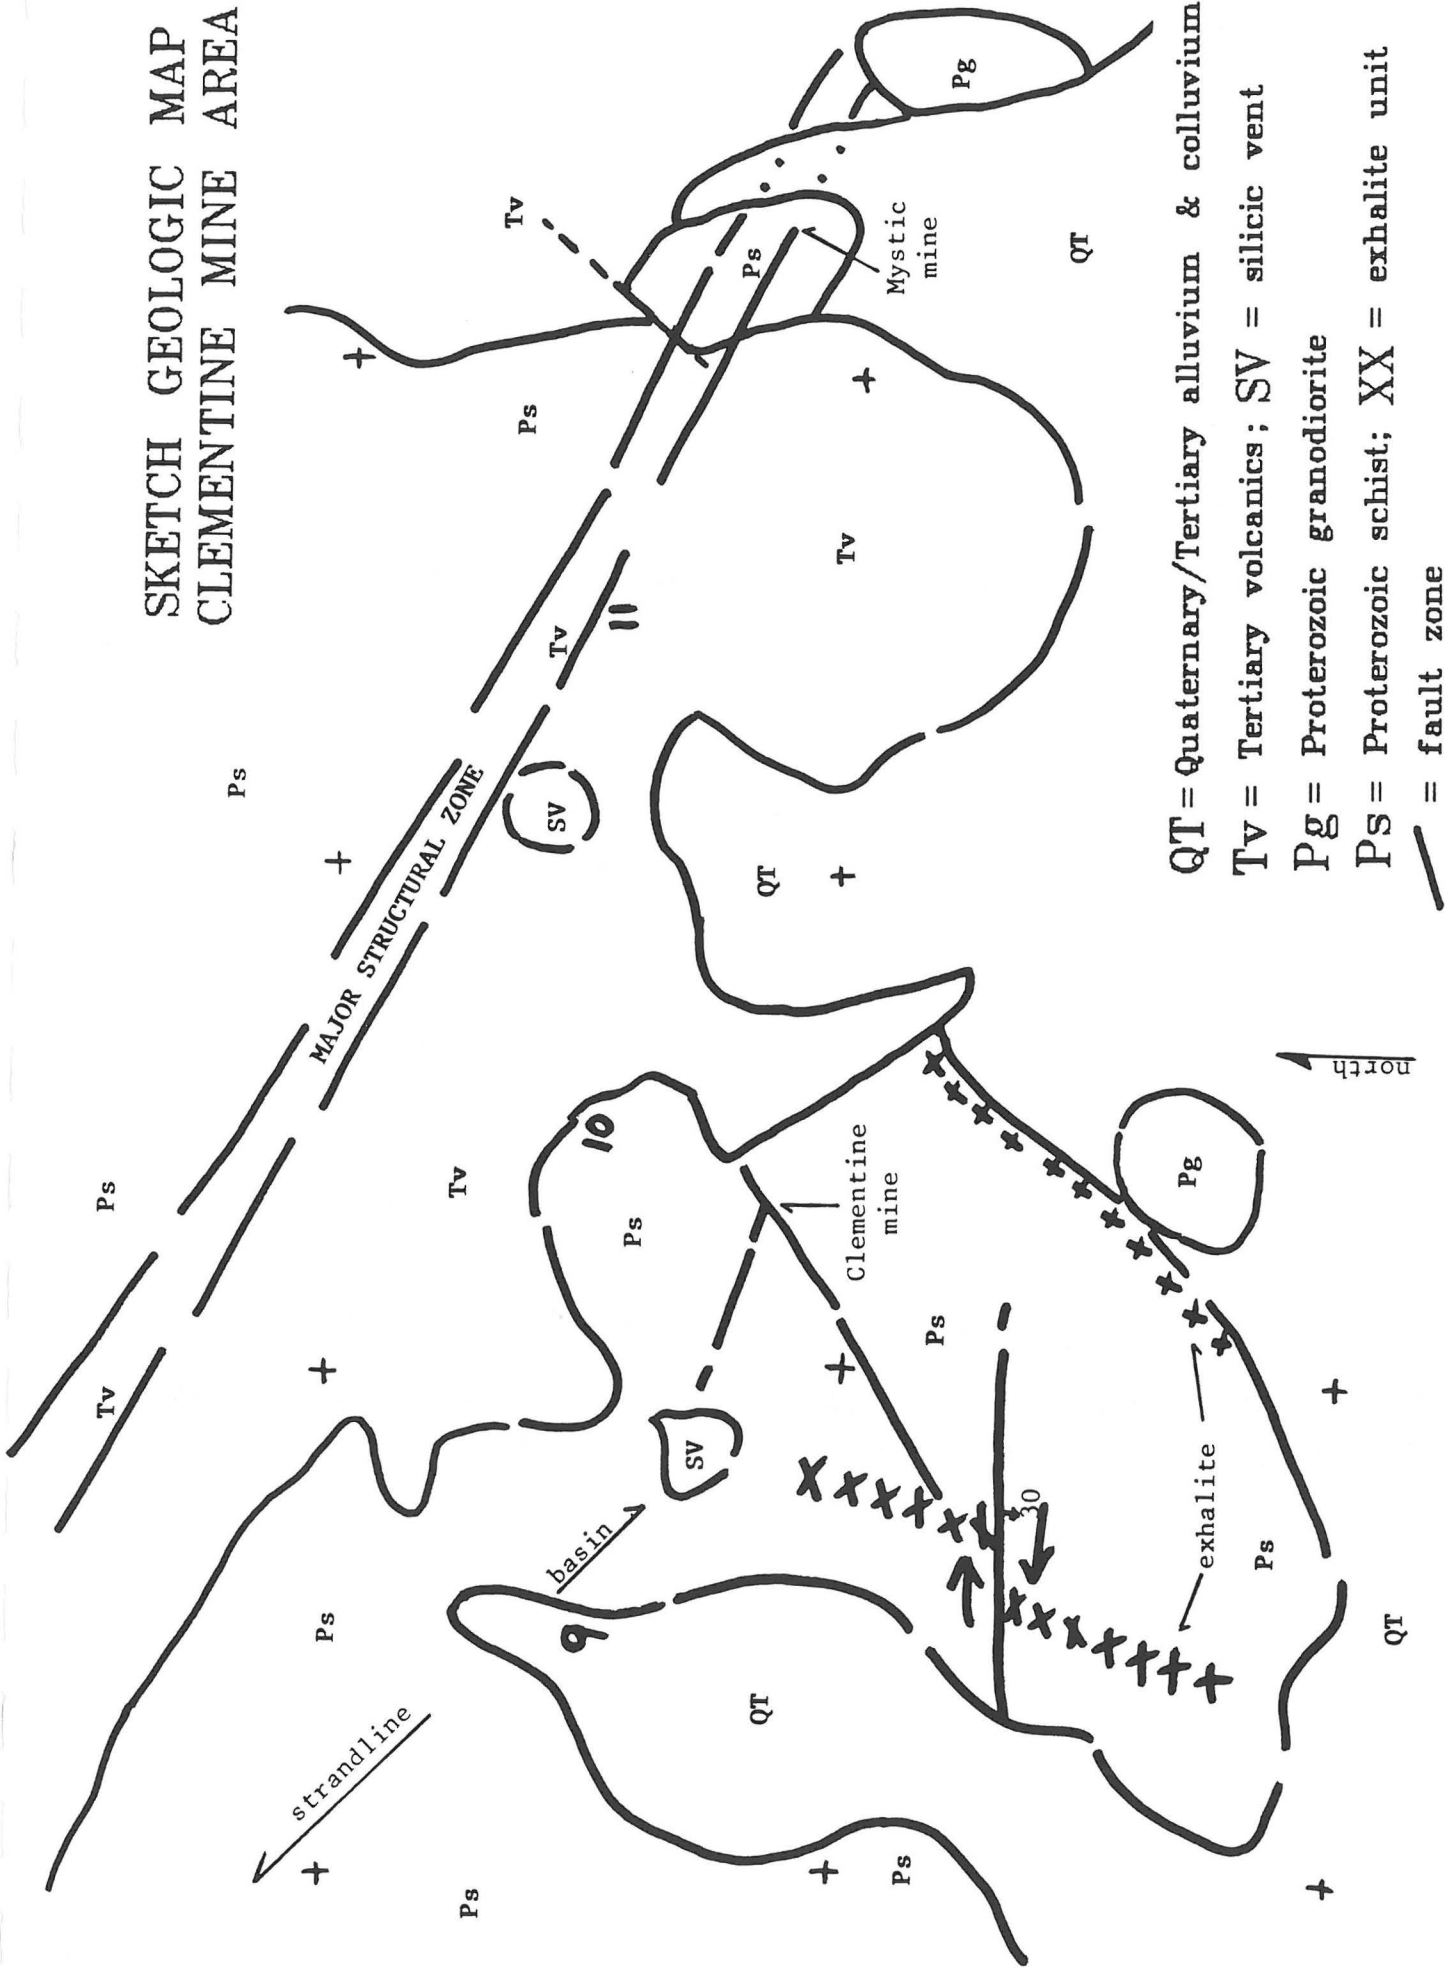 SKETCH GEOLOGIC MAP
CLEMENTINE MINE AREA
Ps
Tv
Ps
MAJOR STRUCTURAL ZONE
Ps
Tv
Ps
Tv
strandline
Ps
Ps
basin
9
QT
SV
Ps
10
Tv
SV
Tv
11
Ps
Mystic
mine
Pg
QT
Tv
QT
Clementine
mine
Ps
30
exhalite
Ps
Ps
QT
Pg
north
QT = Quaternary/Tertiary alluvium & colluvium
Tv = Tertiary volcanics; SV = silicic vent
Pg = Proterozoic granodiorite
Ps = Proterozoic schist; XX = exhalite unit
= fault zone